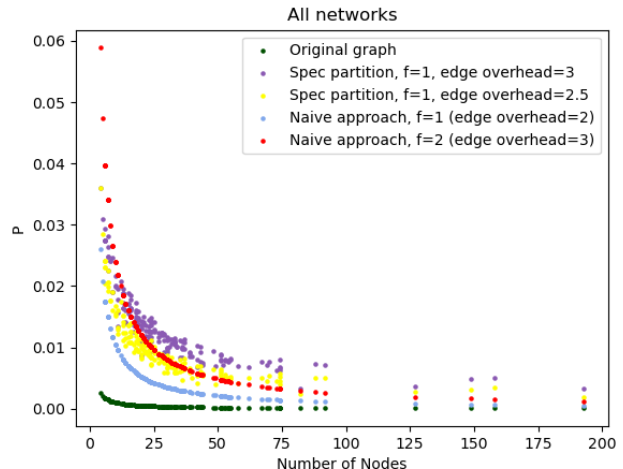 All networks
0.06
0.05
0.04
0.03
0.02
0.01
0.00
P
Original graph
Spec partition, f=1, edge overhead=3
Spec partition, f=1, edge overhead=2.5
Naive approach, f=1 (edge overhead=2)
Naive approach, f=2 (edge overhead=3)
0 25 50 75 100 125 150 175 200
Number of Nodes